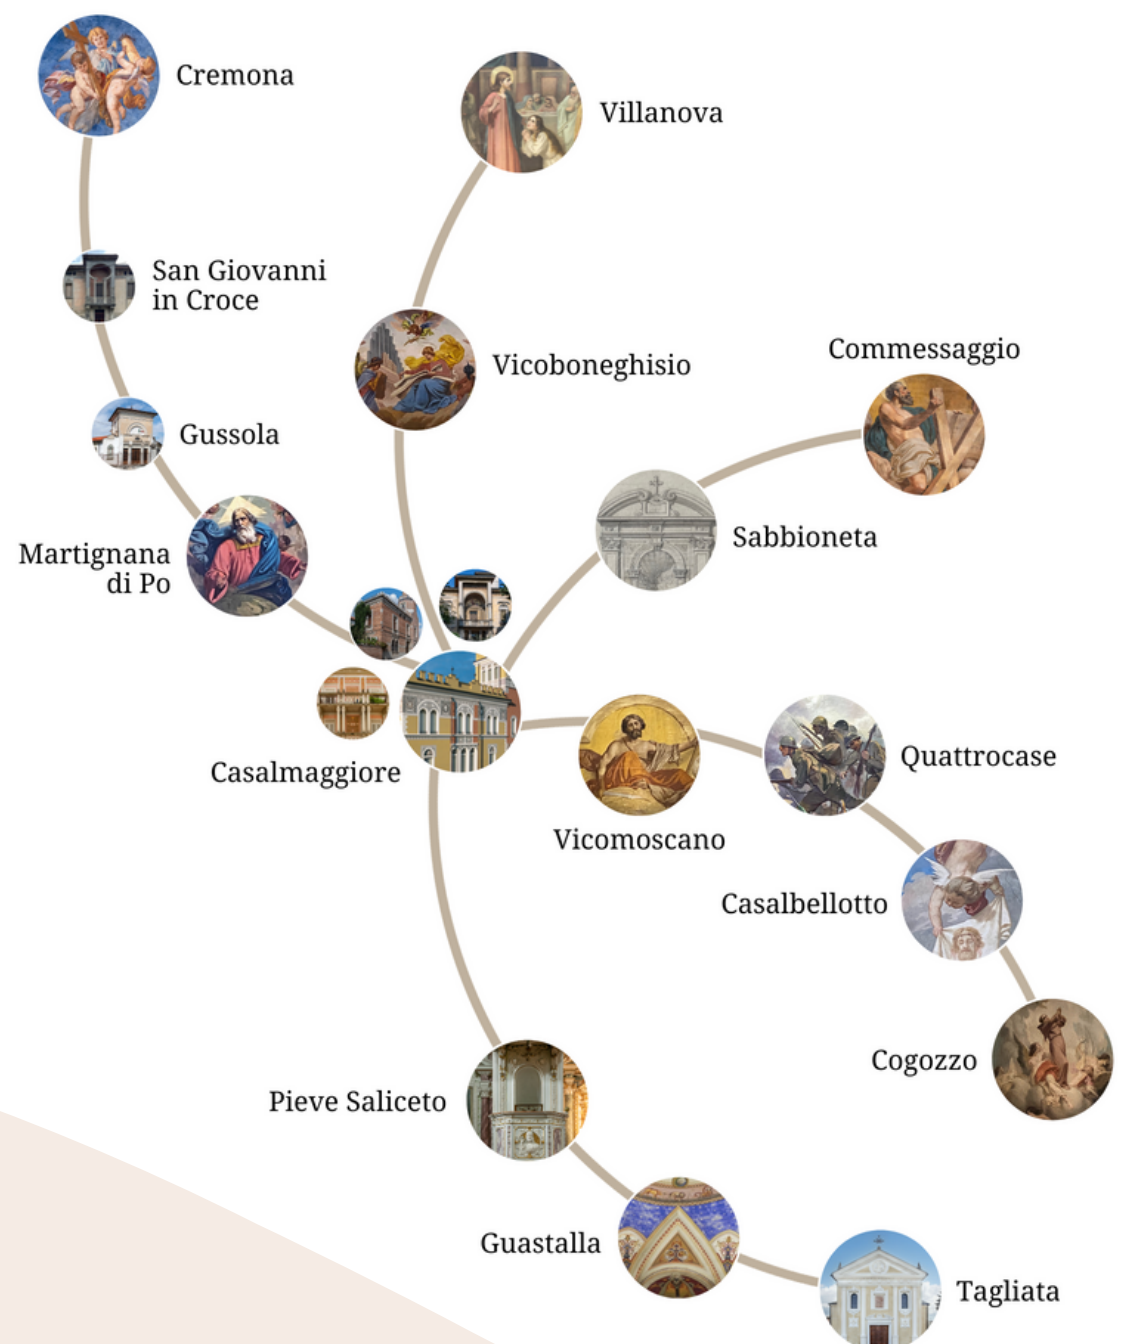 Cremona
Villanova
San Giovanni
in Croce
Commessaggio
Vicoboneghisio
Gussola
Sabbioneta
Martignana
di Po
Quattrocase
Casalmaggiore
Vicomoscano
Casalbellotto
Cogozzo
Pieve Saliceto
Guastalla
Tagliata